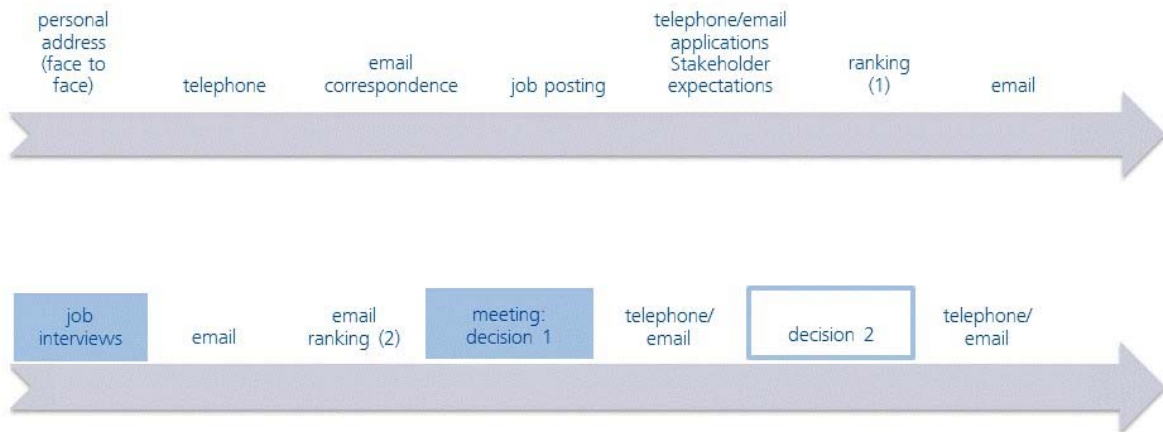 personal
address
(face to
face)
telephone
email
correspondence
job posting
telephone/email
applications
Stakeholder
expectations
ranking
(1)
email
job
interviews
email
email
ranking (2)
meeting:
decision 1
telephone/
email
decision 2
telephone/
email